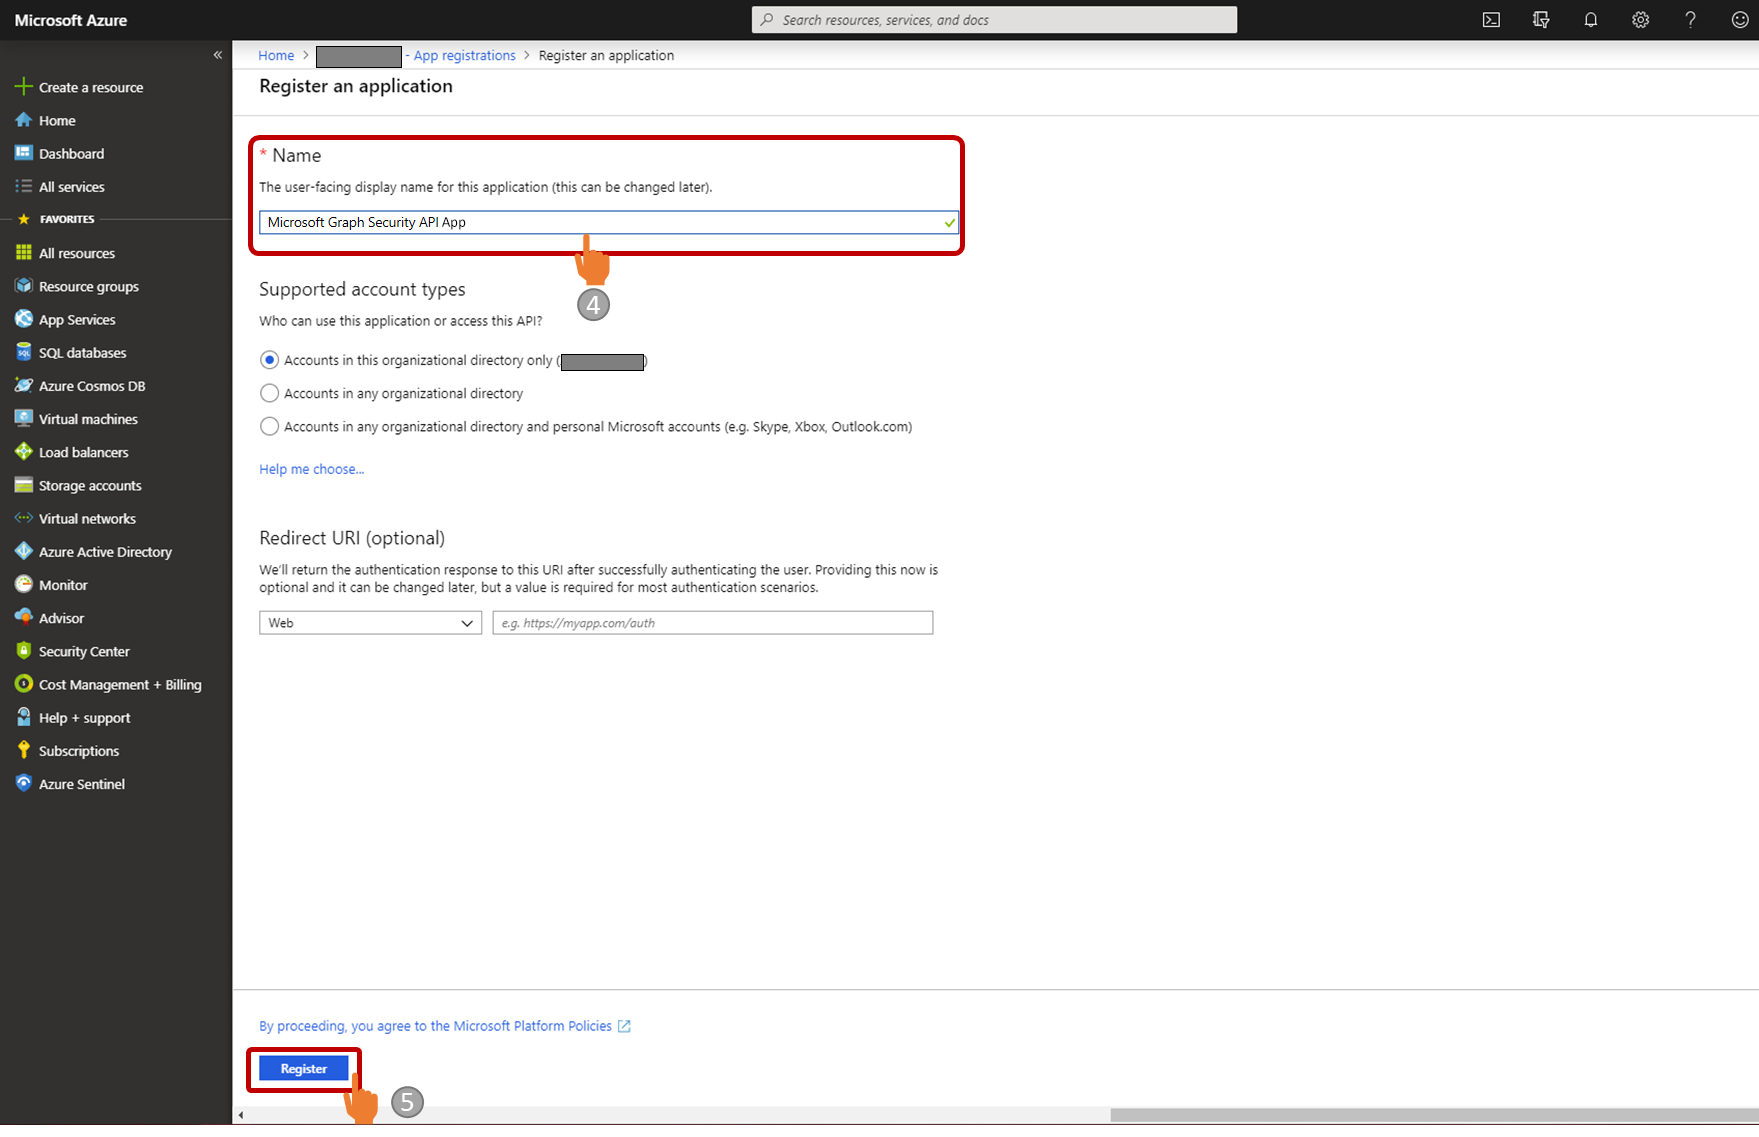 Microsoft Azure
Search resources, services, and docs
Home > - App registrations > Register an application
Register an application
Create a resource
Home
Dashboard
All services
FAVORITES
All resources
Resource groups
App Services
SQL databases
Azure Cosmos DB
Virtual machines
Load balancers
Storage accounts
Virtual networks
Azure Active Directory
Monitor
Advisor
Security Center
Cost Management + Billing
Help + support
Subscriptions
Azure Sentinel
* Name
The user-facing display name for this application (this can be changed later).
Microsoft Graph Security API App
4
Supported account types
Who can use this application or access this API?
Accounts in this organizational directory only ( )
Accounts in any organizational directory
Accounts in any organizational directory and personal Microsoft accounts (e.g. Skype, Xbox, Outlook.com)
Help me choose...
Redirect URI (optional)
We'll return the authentication response to this URI after successfully authenticating the user. Providing this now is
optional and it can be changed later, but a value is required for most authentication scenarios.
Web
e.g. https://myapp.com/auth
By proceeding, you agree to the Microsoft Platform Policies
Register
5